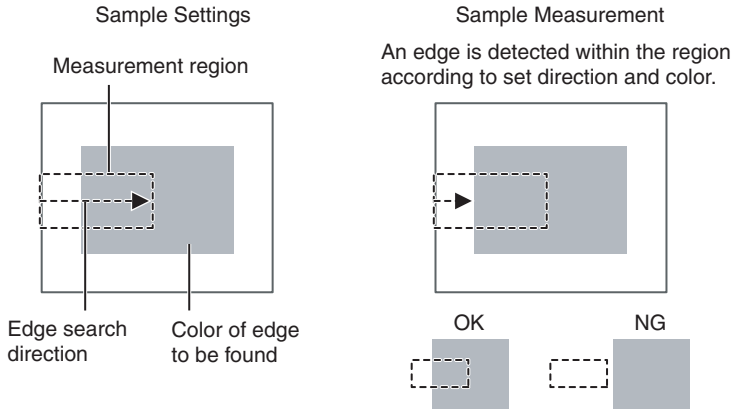 Sample Settings
Measurement region
Edge search
direction
Color of edge
to be found
Sample Measurement
An edge is detected within the region
according to set direction and color.
OK
NG